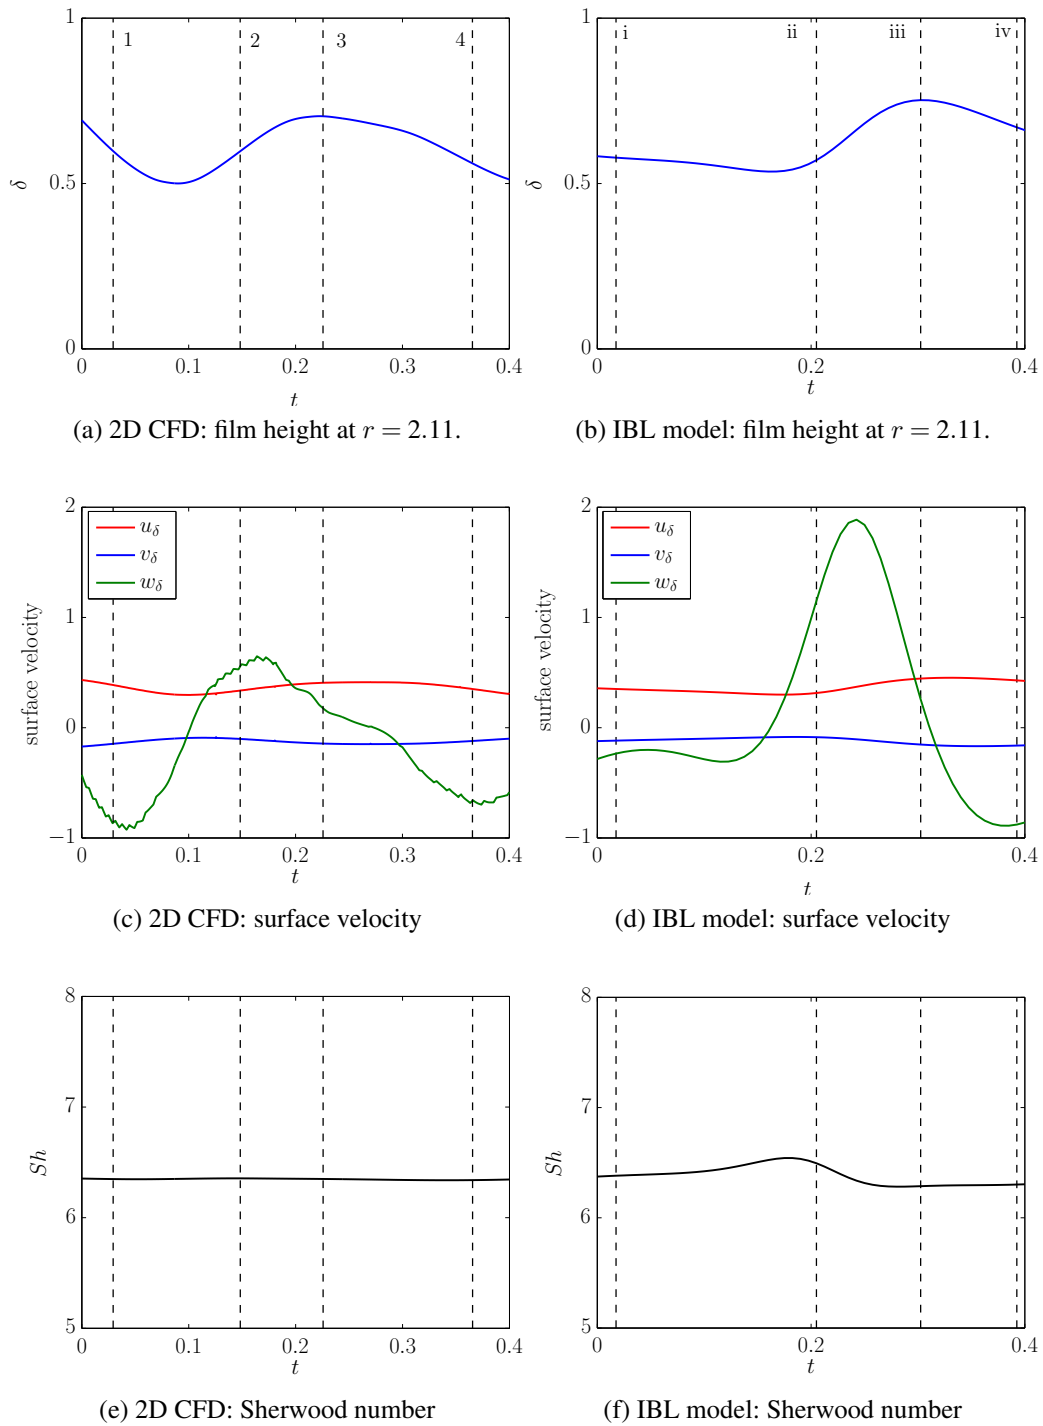 1
1
2
3
4
i
ii
iii
iv
0.5
0.5
δ
δ
0
0
0
0.1
0.2
0.3
0.4
0
0.2
0.4
t
t
(a) 2D CFD: film height at r = 2.11.
(b) IBL model: film height at r = 2.11.
2
2
u_δ
v_δ
w_δ
u_δ
v_δ
w_δ
1
1
surface velocity
surface velocity
0
0
−1
−1
0
0.1
0.2
0.3
0.4
0
0.2
0.4
t
t
(c) 2D CFD: surface velocity
(d) IBL model: surface velocity
8
8
7
7
Sh
Sh
6
6
5
5
0
0.1
0.2
0.3
0.4
0
0.2
0.4
t
t
(e) 2D CFD: Sherwood number
(f) IBL model: Sherwood number